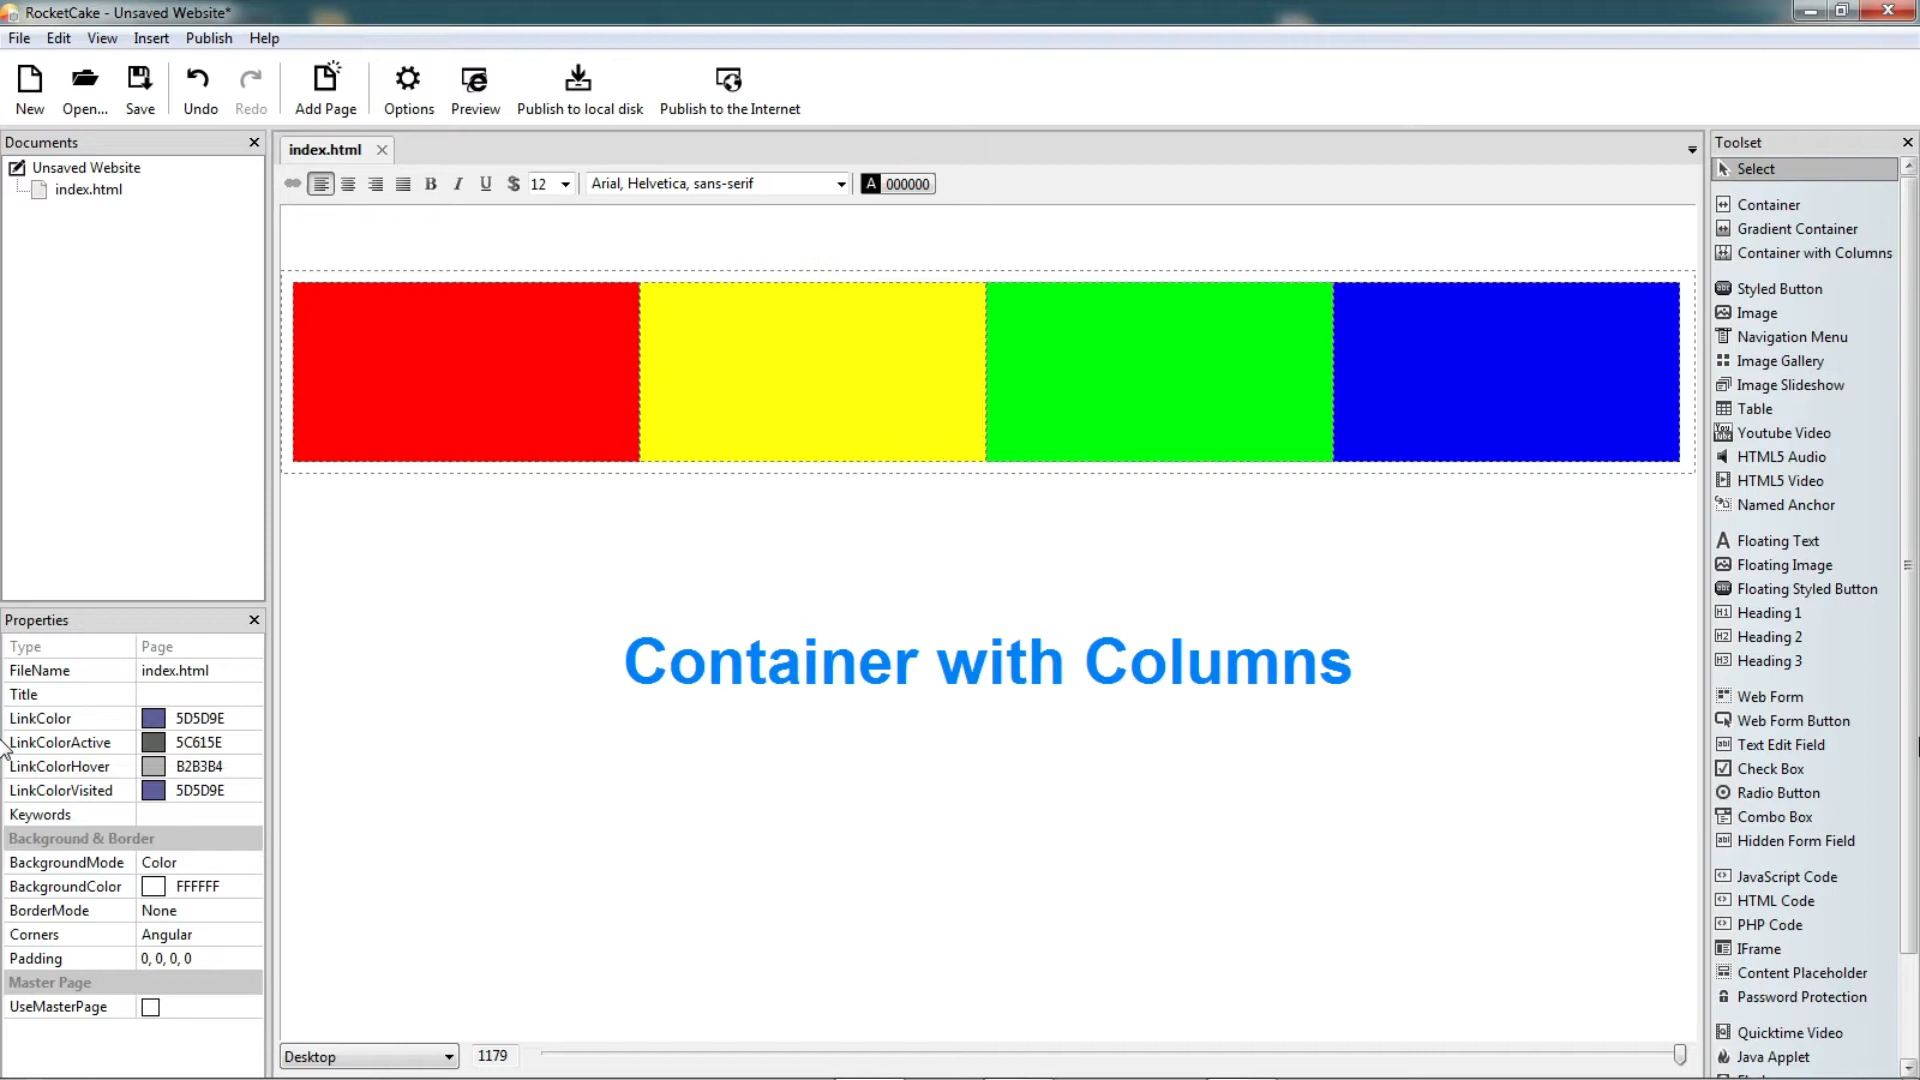 RocketCake - Unsaved Website*
File Edit View Insert Publish Help
New Open... Save Undo Redo Add Page Options Preview Publish to local disk Publish to the Internet
Documents
Unsaved Website
index.html
Properties
Type Page
FileName index.html
Title
LinkColor 5D5D9E
LinkColorActive 5C615E
LinkColorHover B2B3B4
LinkColorVisited 5D5D9E
Keywords
Background & Border
BackgroundMode Color
BackgroundColor FFFFFF
BorderMode None
Corners Angular
Padding 0, 0, 0, 0
Master Page
UseMasterPage
index.html
B I U $ 12 Arial, Helvetica, sans-serif A 000000
Container with Columns
Desktop 1179
Toolset
Select
Container
Gradient Container
Container with Columns
Styled Button
Image
Navigation Menu
Image Gallery
Image Slideshow
Table
Youtube Video
HTML5 Audio
HTML5 Video
Named Anchor
Floating Text
Floating Image
Floating Styled Button
Heading 1
Heading 2
Heading 3
Web Form
Web Form Button
Text Edit Field
Check Box
Radio Button
Combo Box
Hidden Form Field
JavaScript Code
HTML Code
PHP Code
IFrame
Content Placeholder
Password Protection
Quicktime Video
Java Applet